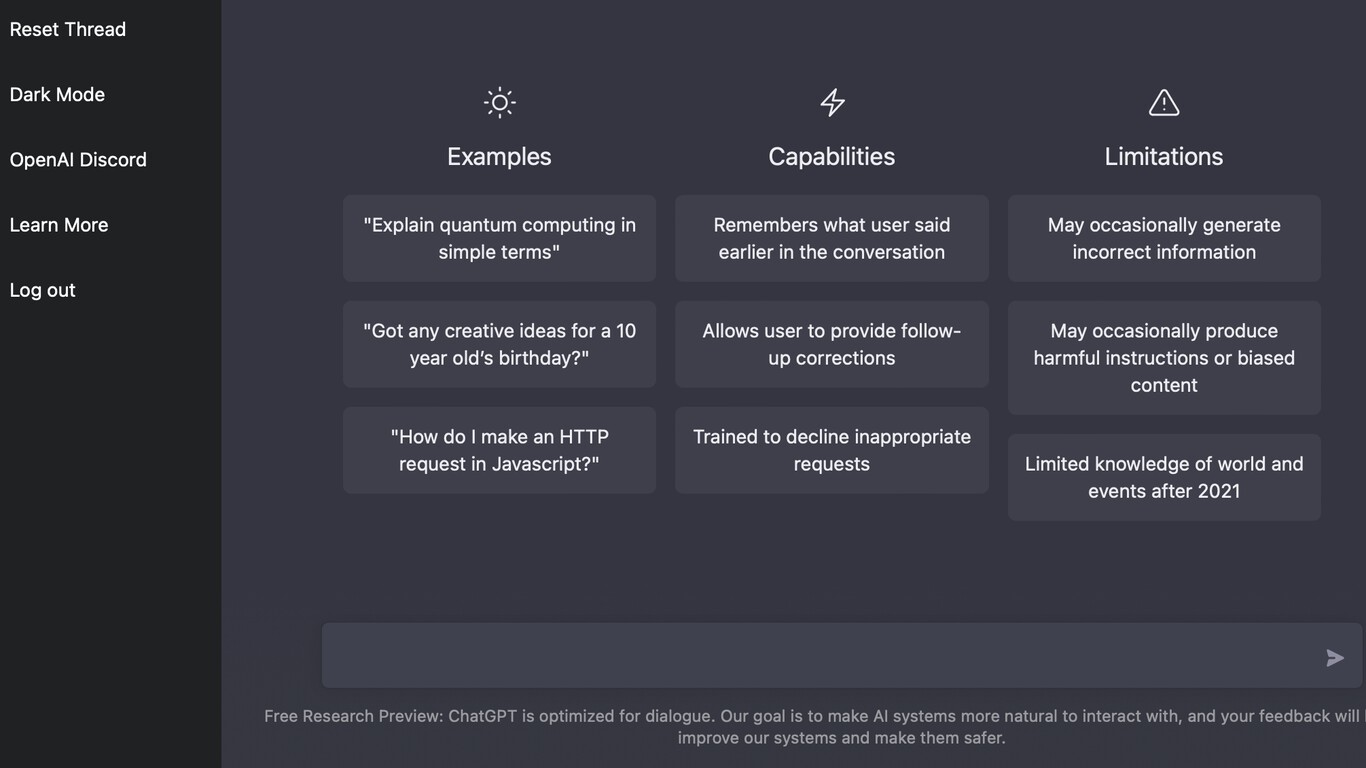 Reset Thread
Dark Mode
OpenAI Discord
Learn More
Log out
Examples
"Explain quantum computing in
simple terms"
"Got any creative ideas for a 10
year old’s birthday?"
"How do I make an HTTP
request in Javascript?"
Capabilities
Remembers what user said
earlier in the conversation
Allows user to provide follow-
up corrections
Trained to decline inappropriate
requests
Limitations
May occasionally generate
incorrect information
May occasionally produce
harmful instructions or biased
content
Limited knowledge of world and
events after 2021
Free Research Preview: ChatGPT is optimized for dialogue. Our goal is to make AI systems more natural to interact with, and your feedback will
improve our systems and make them safer.